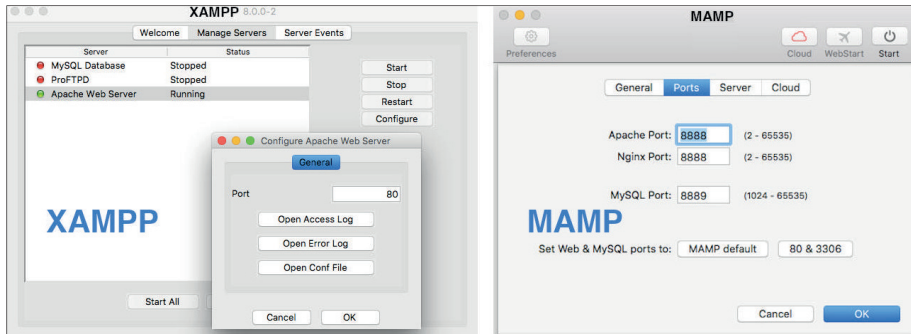 XAMPP 8.0.0-2
Welcome Manage Servers Server Events
Server Status
MySQL Database Stopped
ProFTPD Stopped
Apache Web Server Running
Start
Stop
Restart
Configure
Configure Apache Web Server
General
Port 80
Open Access Log
Open Error Log
Open Conf File
Cancel OK
XAMPP
Start All
MAMP
Preferences
Cloud WebStart Start
General Ports Server Cloud
Apache Port: 8888 (2 - 65535)
Nginx Port: 8888 (2 - 65535)
MySQL Port: 8889 (1024 - 65535)
MAMP
Set Web & MySQL ports to: MAMP default 80 & 3306
Cancel OK